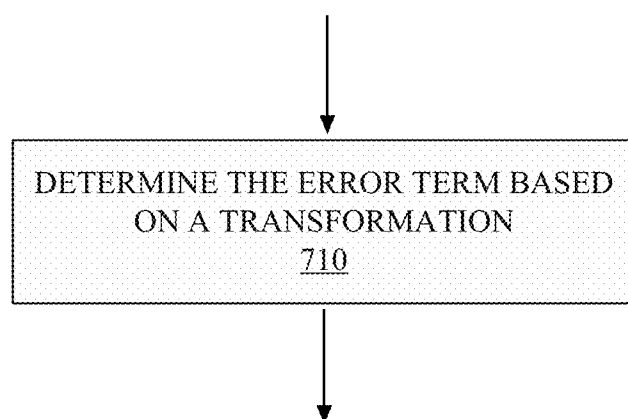 DETERMINE THE ERROR TERM BASED
ON A TRANSFORMATION
710